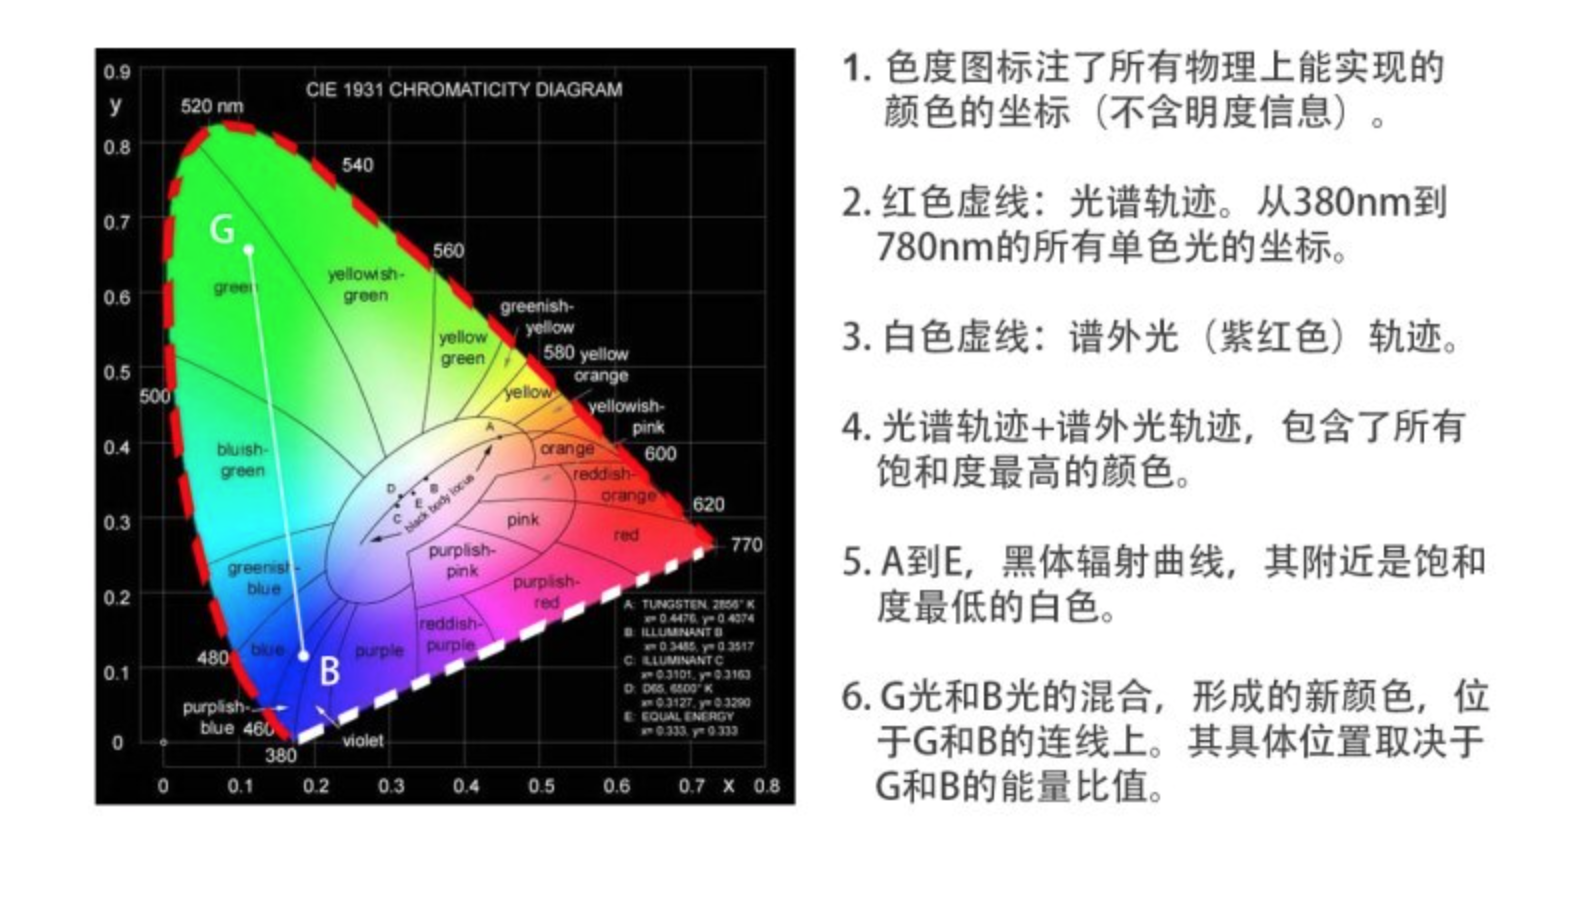 CIE 1931 CHROMATICITY DIAGRAM
0.9
y
0.8
0.7
0.6
0.5
0.4
0.3
0.2
0.1
0
0
0.1
0.2
0.3
0.4
0.5
0.6
0.7
x
0.8
520 nm
540
560
580
600
620
770
500
480
460
380
G
B
green
yellowish-
green
yellow
green
greenish-
yellow
yellow
orange
yellow
yellowish-
pink
orange
reddish-
orange
red
pink
purplish-
pink
purplish-
red
reddish-
purple
purple
violet
purplish-
blue
blue
greenish-
blue
bluish-
green
A
B
C
D
E
black body locus
A: TUNGSTEN, 2856° K
x= 0.4476, y= 0.4074
B: ILLUMINANT B
x= 0.3485, y= 0.3517
C: ILLUMINANT C
x= 0.3101, y= 0.3163
D: D65, 6500° K
x= 0.3127, y= 0.3290
E: EQUAL ENERGY
x= 0.333, y= 0.333
1. 色度图标注了所有物理上能实现的
颜色的坐标（不含明度信息）。
2. 红色虚线：光谱轨迹。从380nm到
780nm的所有单色光的坐标。
3. 白色虚线：谱外光（紫红色）轨迹。
4. 光谱轨迹+谱外光轨迹，包含了所有
饱和度最高的颜色。
5. A到E，黑体辐射曲线，其附近是饱和
度最低的白色。
6. G光和B光的混合，形成的新颜色，位
于G和B的连线上。其具体位置取决于
G和B的能量比值。